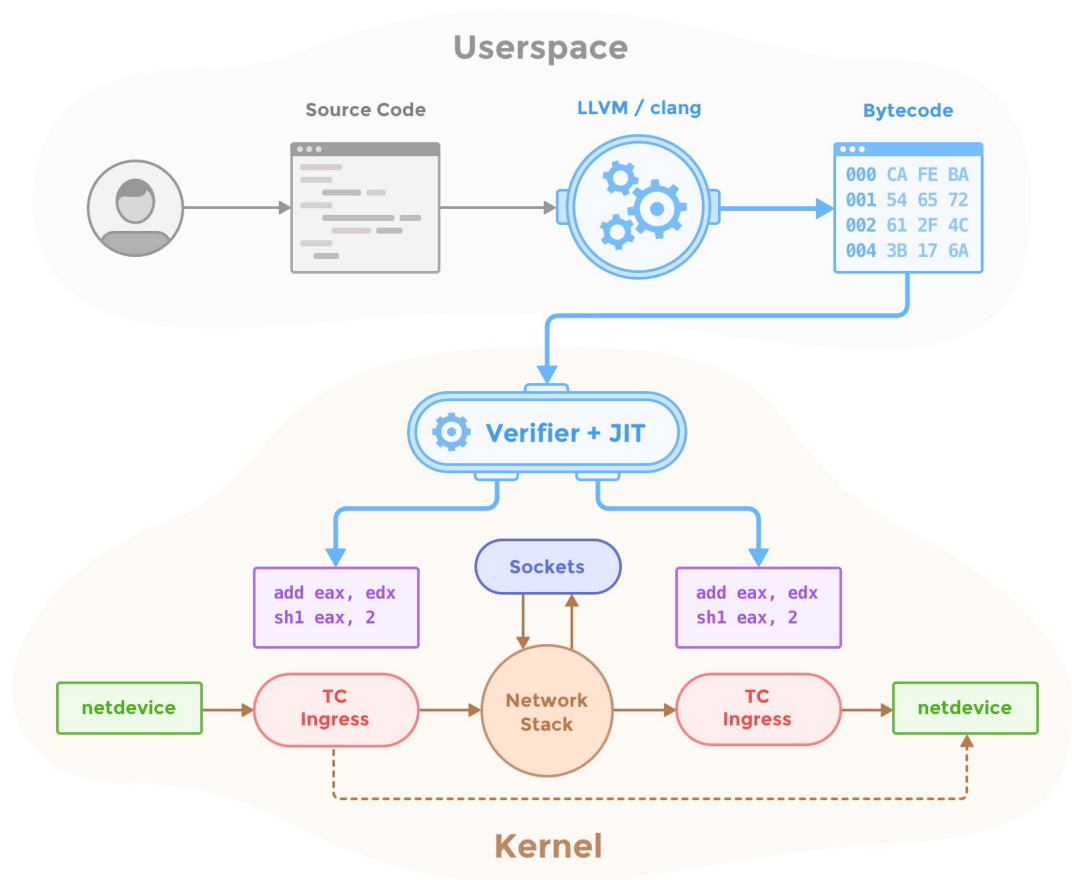 Userspace
Source Code
LLVM / clang
Bytecode
000 CA FE BA
001 54 65 72
002 61 2F 4C
004 3B 17 6A
Verifier + JIT
add eax, edx
sh1 eax, 2
Sockets
add eax, edx
sh1 eax, 2
netdevice
TC
Ingress
Network
Stack
TC
Ingress
netdevice
Kernel